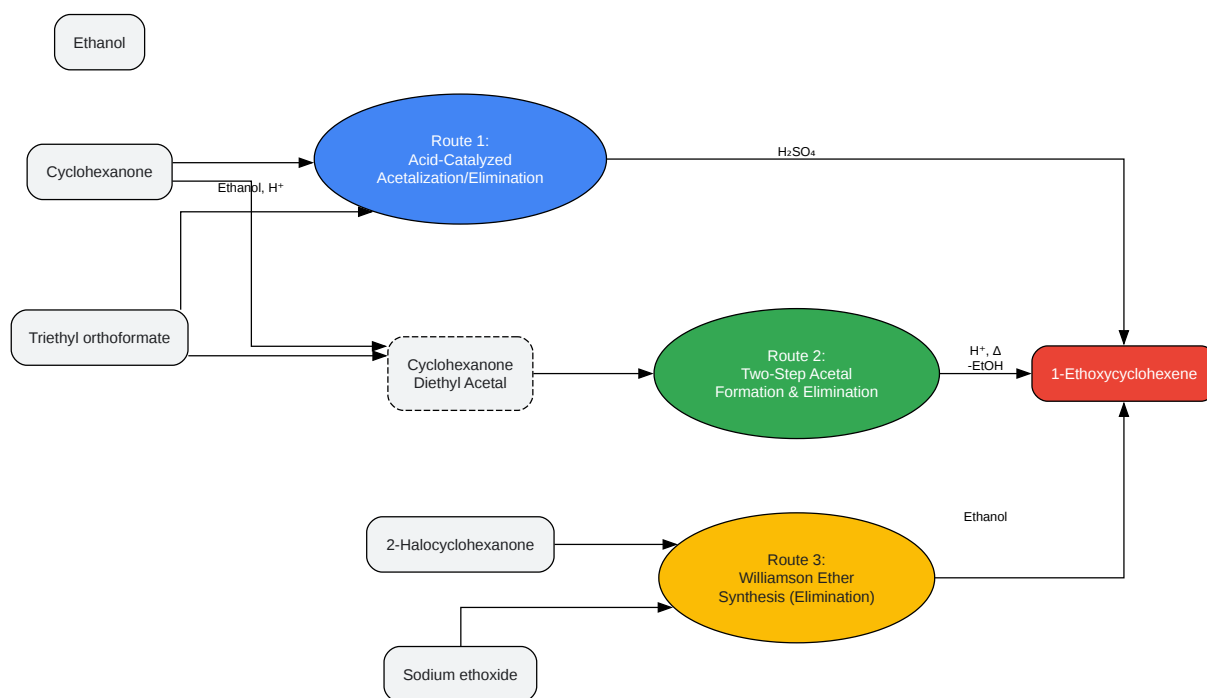 Ethanol
Route 1:
Acid-Catalyzed
Acetalization/Elimination
H₂SO₄
Cyclohexanone
Ethanol, H⁺
Triethyl orthoformate
Cyclohexanone
Diethyl Acetal
Route 2:
Two-Step Acetal
Formation & Elimination
H⁺, Δ
-EtOH
1-Ethoxycyclohexene
2-Halocyclohexanone
Ethanol
Route 3:
Williamson Ether
Synthesis (Elimination)
Sodium ethoxide